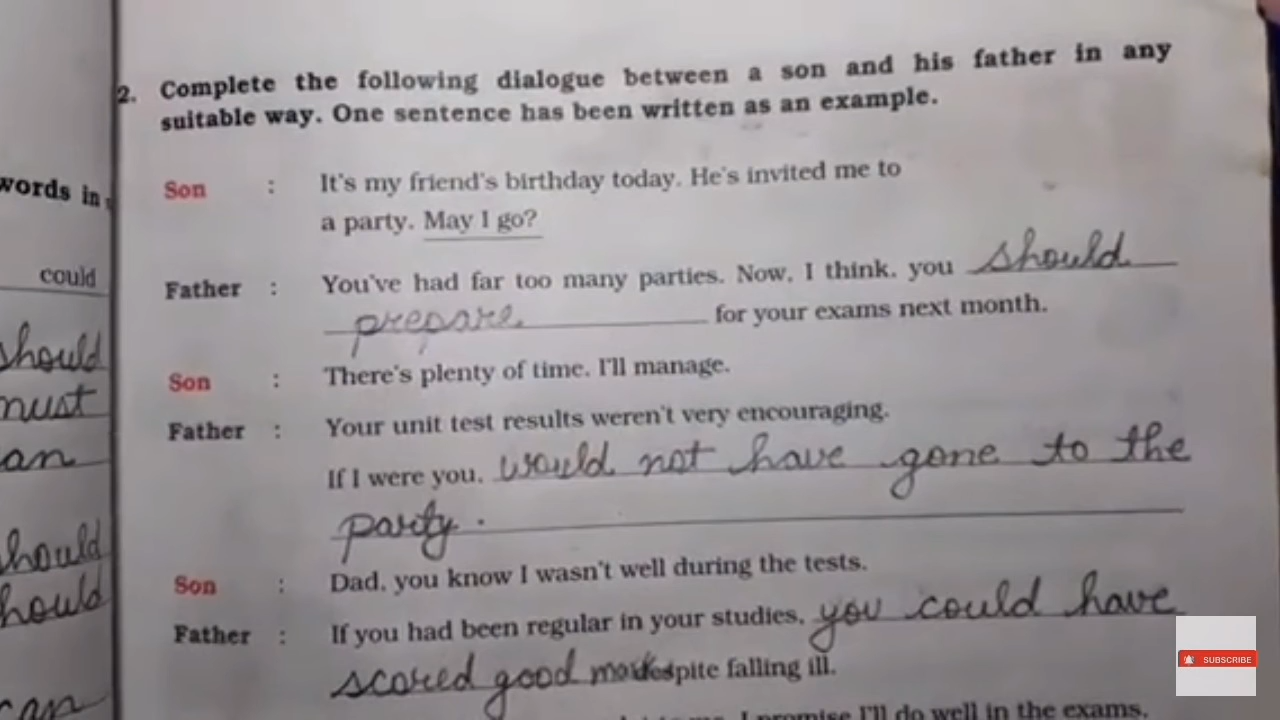 2. Complete the following dialogue between a son and his father in any
suitable way. One sentence has been written as an example.
words in
Son : It's my friend's birthday today. He's invited me to
a party. May I go?
could
Father : You've had far too many parties. Now, I think, you should
prepare for your exams next month.
should
Son : There's plenty of time. I'll manage.
must
Father : Your unit test results weren't very encouraging.
an
If I were you, would not have gone to the
party.
hould
Son : Dad, you know I wasn't well during the tests.
hould
Father : If you had been regular in your studies, you could have
SUBSCRIBE
scored good despite falling ill.
an
I promise I'll do well in the exams.